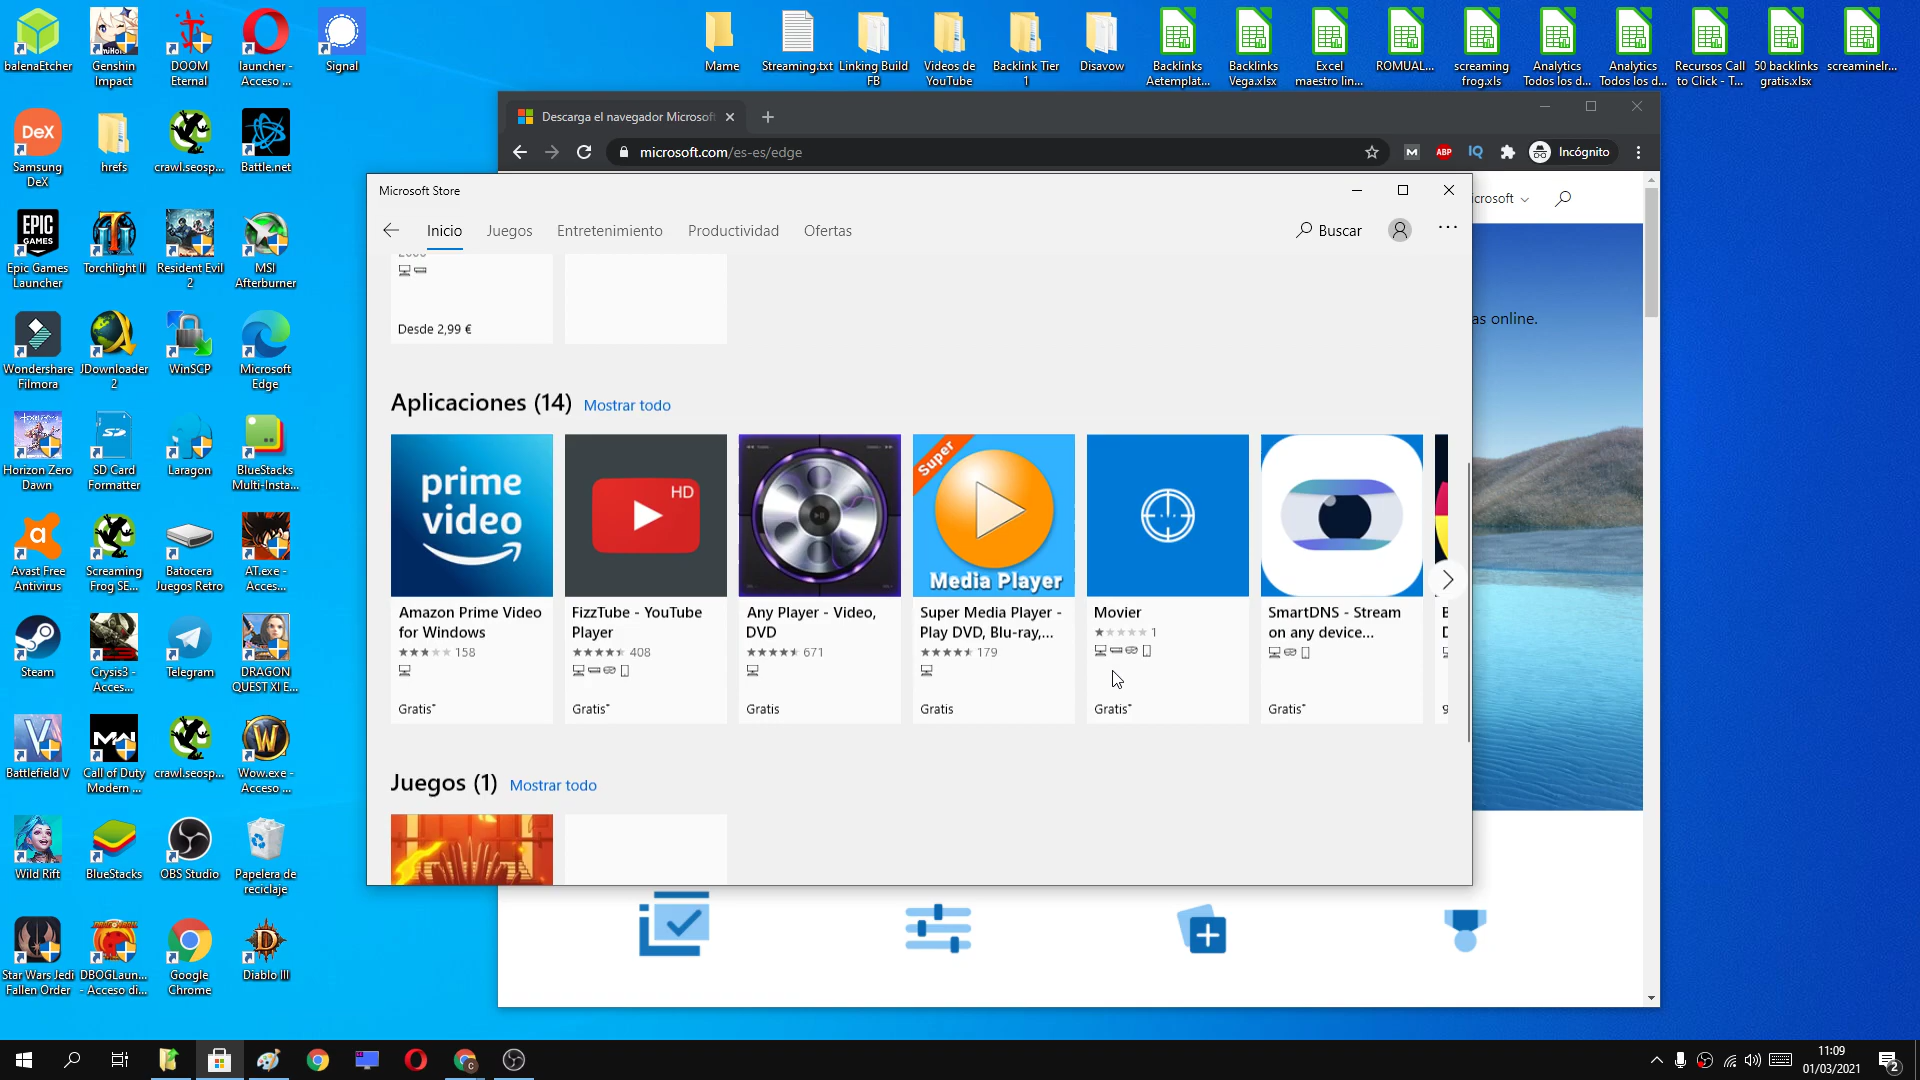 balenaEtcher
Genshin
Impact
DOOM
Eternal
launcher -
Acceso ...
Signal
Mame
Streaming.txt
Linking Build
FB
Videos de
YouTube
Backlink Tier
1
Disavow
Backlinks
Aetemplat...
Backlinks
Vega.xlsx
Excel
maestro lin...
ROMUAL...
screaming
frog.xls
Analytics
Todos los d...
Analytics
Todos los d...
Recursos Call
to Click - T...
50 backlinks
gratis.xlsx
screaminelr...
DeX
Samsung
DeX
hrefs
crawl.seosp...
Battle.net
EPIC
GAMES
Epic Games
Launcher
Torchlight II
Resident Evil
2
MSI
Afterburner
Wondershare
Filmora
JDownloader
2
WinSCP
Microsoft
Edge
Horizon Zero
Dawn
SD Card
Formatter
Laragon
BlueStacks
Multi-Insta...
Avast Free
Antivirus
Screaming
Frog SE...
Batocera
Juegos Retro
AT.exe -
Acces...
Steam
Crysis3 -
Acces...
Telegram
DRAGON
QUEST XI E...
Battlefield V
Call of Duty
Modern ...
crawl.seosp...
Wow.exe -
Acceso ...
Wild Rift
BlueStacks
OBS Studio
Papelera de
reciclaje
Star Wars Jedi
Fallen Order
DBOGLaun...
- Acceso di...
Google
Chrome
Diablo III
Descarga el navegador Microsof
microsoft.com/es-es/edge
ABP
IQ
Incógnito
crosoft
as online.
Microsoft Store
Inicio
Juegos
Entretenimiento
Productividad
Ofertas
Buscar
Desde 2,99 €
Aplicaciones (14) Mostrar todo
prime
video
HD
Super
Media Player
Amazon Prime Video
for Windows
158
Gratis*
FizzTube - YouTube
Player
408
Gratis*
Any Player - Video,
DVD
671
Gratis
Super Media Player -
Play DVD, Blu-ray,...
179
Gratis
Movier
1
Gratis*
SmartDNS - Stream
on any device...
Gratis*
Juegos (1) Mostrar todo
11:09
01/03/2021
2